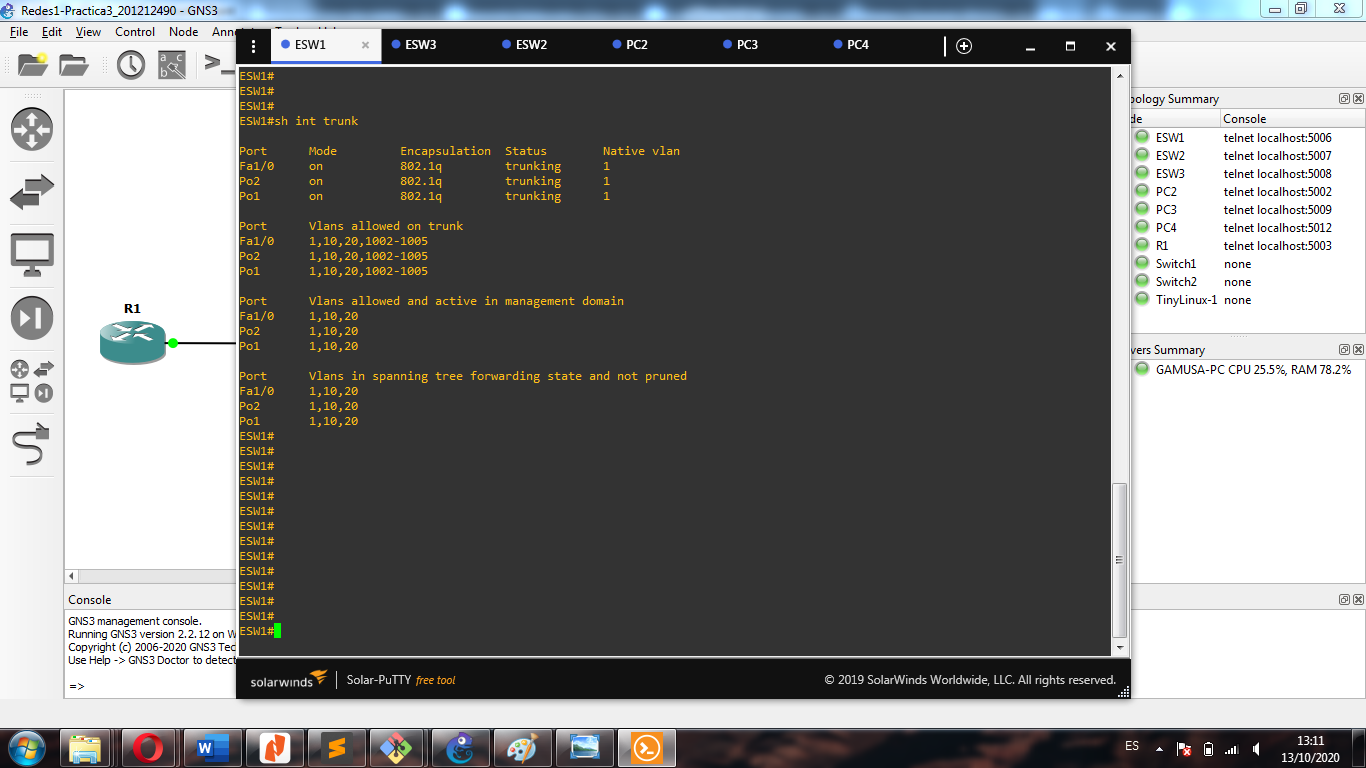 Redes1-Practica3_201212490 - GNS3
File Edit View Control Node
ESW1 ESW3 ESW2 PC2 PC3 PC4
ESW1#
ESW1#
ESW1#
ESW1#sh int trunk
Port Mode Encapsulation Status Native vlan
Fa1/0 on 802.1q trunking 1
Po2 on 802.1q trunking 1
Po1 on 802.1q trunking 1
Port Vlans allowed on trunk
Fa1/0 1,10,20,1002-1005
Po2 1,10,20,1002-1005
Po1 1,10,20,1002-1005
Port Vlans allowed and active in management domain
Fa1/0 1,10,20
Po2 1,10,20
Po1 1,10,20
Port Vlans in spanning tree forwarding state and not pruned
Fa1/0 1,10,20
Po2 1,10,20
Po1 1,10,20
ESW1#
ESW1#
ESW1#
ESW1#
ESW1#
ESW1#
ESW1#
ESW1#
ESW1#
ESW1#
ESW1#
ESW1#
ESW1#
ESW1#
solarwinds Solar-PuTTY free tool
© 2019 SolarWinds Worldwide, LLC. All rights reserved.
R1
Console
GNS3 management console.
Running GNS3 version 2.2.12 on W
Copyright (c) 2006-2020 GNS3 Tec
Use Help -> GNS3 Doctor to detect
=>
pology Summary
de Console
ESW1 telnet localhost:5006
ESW2 telnet localhost:5007
ESW3 telnet localhost:5008
PC2 telnet localhost:5002
PC3 telnet localhost:5009
PC4 telnet localhost:5012
R1 telnet localhost:5003
Switch1 none
Switch2 none
TinyLinux-1 none
vers Summary
GAMUSA-PC CPU 25.5%, RAM 78.2%
ES
13:11
13/10/2020